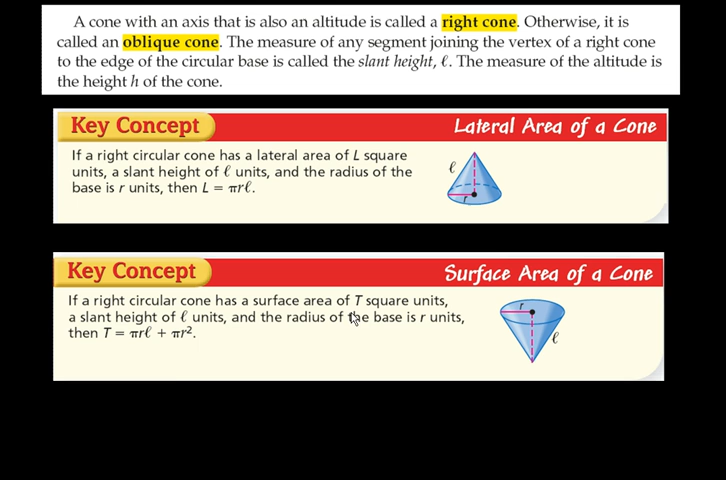 A cone with an axis that is also an altitude is called a right cone. Otherwise, it is
called an oblique cone. The measure of any segment joining the vertex of a right cone
to the edge of the circular base is called the slant height, ℓ. The measure of the altitude is
the height h of the cone.
Key Concept
Lateral Area of a Cone
If a right circular cone has a lateral area of L square
units, a slant height of ℓ units, and the radius of the
base is r units, then L = πrℓ.
ℓ
r
Key Concept
Surface Area of a Cone
If a right circular cone has a surface area of T square units,
a slant height of ℓ units, and the radius of the base is r units,
then T = πrℓ + πr².
r
ℓ